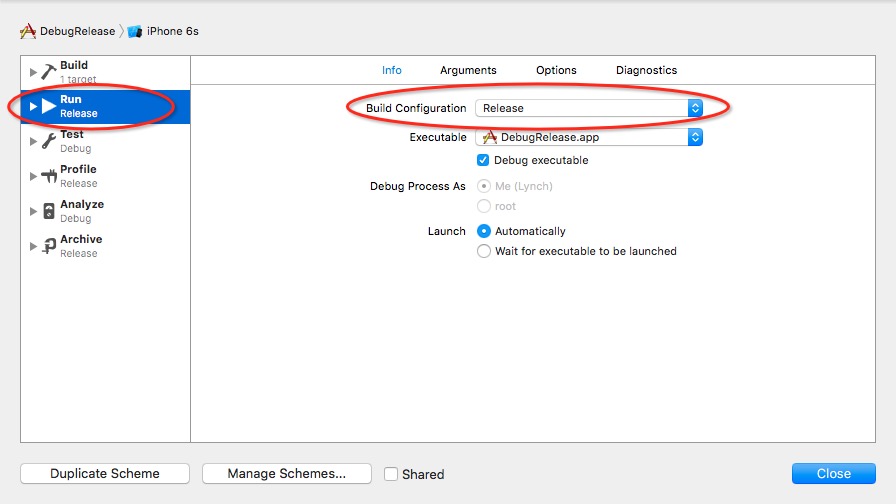 DebugRelease iPhone 6s
Build
1 target
Run
Release
Test
Debug
Profile
Release
Analyze
Debug
Archive
Release
Info Arguments Options Diagnostics
Build Configuration Release
Executable DebugRelease.app
Debug executable
Debug Process As Me (Lynch)
root
Launch Automatically
Wait for executable to be launched
Duplicate Scheme Manage Schemes... Shared Close